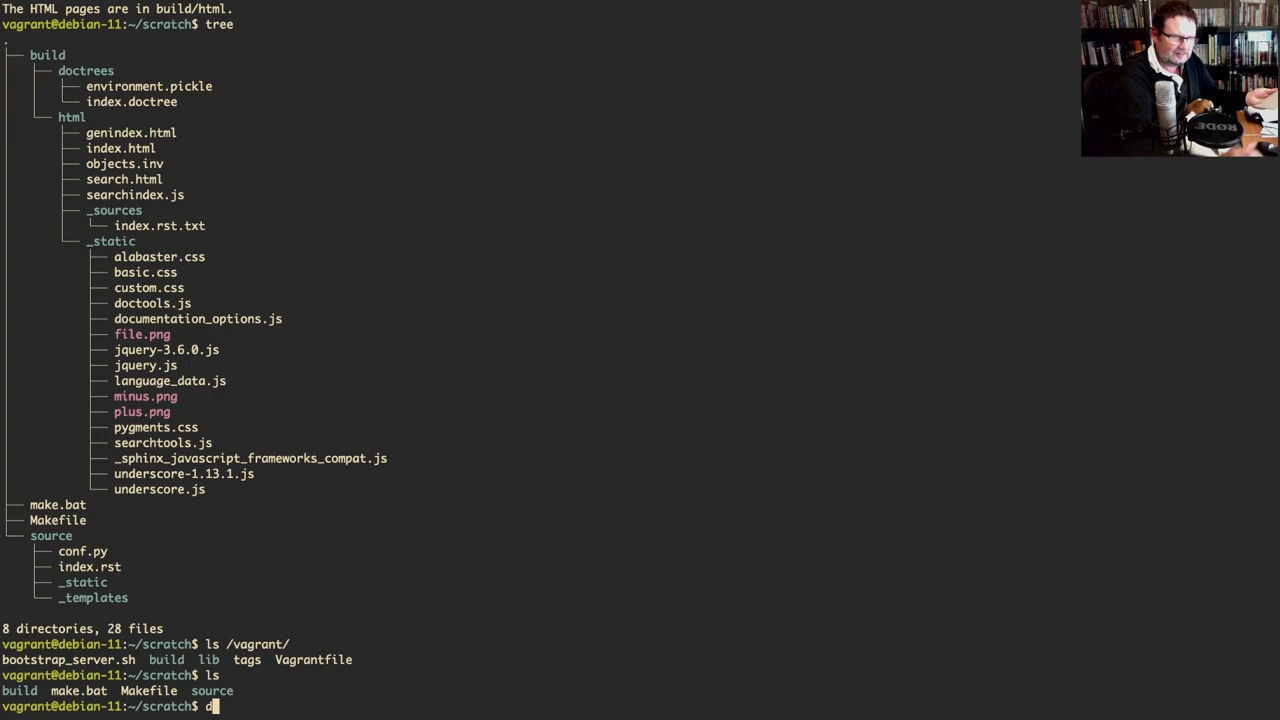 The HTML pages are in build/html.
vagrant@debian-11:~/scratch$ tree
.
├── build
│   ├── doctrees
│   │   ├── environment.pickle
│   │   └── index.doctree
│   └── html
│       ├── genindex.html
│       ├── index.html
│       ├── objects.inv
│       ├── search.html
│       ├── searchindex.js
│       ├── _sources
│       │   └── index.rst.txt
│       └── _static
│           ├── alabaster.css
│           ├── basic.css
│           ├── custom.css
│           ├── doctools.js
│           ├── documentation_options.js
│           ├── file.png
│           ├── jquery-3.6.0.js
│           ├── jquery.js
│           ├── language_data.js
│           ├── minus.png
│           ├── plus.png
│           ├── pygments.css
│           ├── searchtools.js
│           ├── _sphinx_javascript_frameworks_compat.js
│           ├── underscore-1.13.1.js
│           └── underscore.js
├── make.bat
├── Makefile
└── source
    ├── conf.py
    ├── index.rst
    ├── _static
    └── _templates
8 directories, 28 files
vagrant@debian-11:~/scratch$ ls /vagrant/
bootstrap_server.sh  build  lib  tags  Vagrantfile
vagrant@debian-11:~/scratch$ ls
build  make.bat  Makefile  source
vagrant@debian-11:~/scratch$ d
RØDE